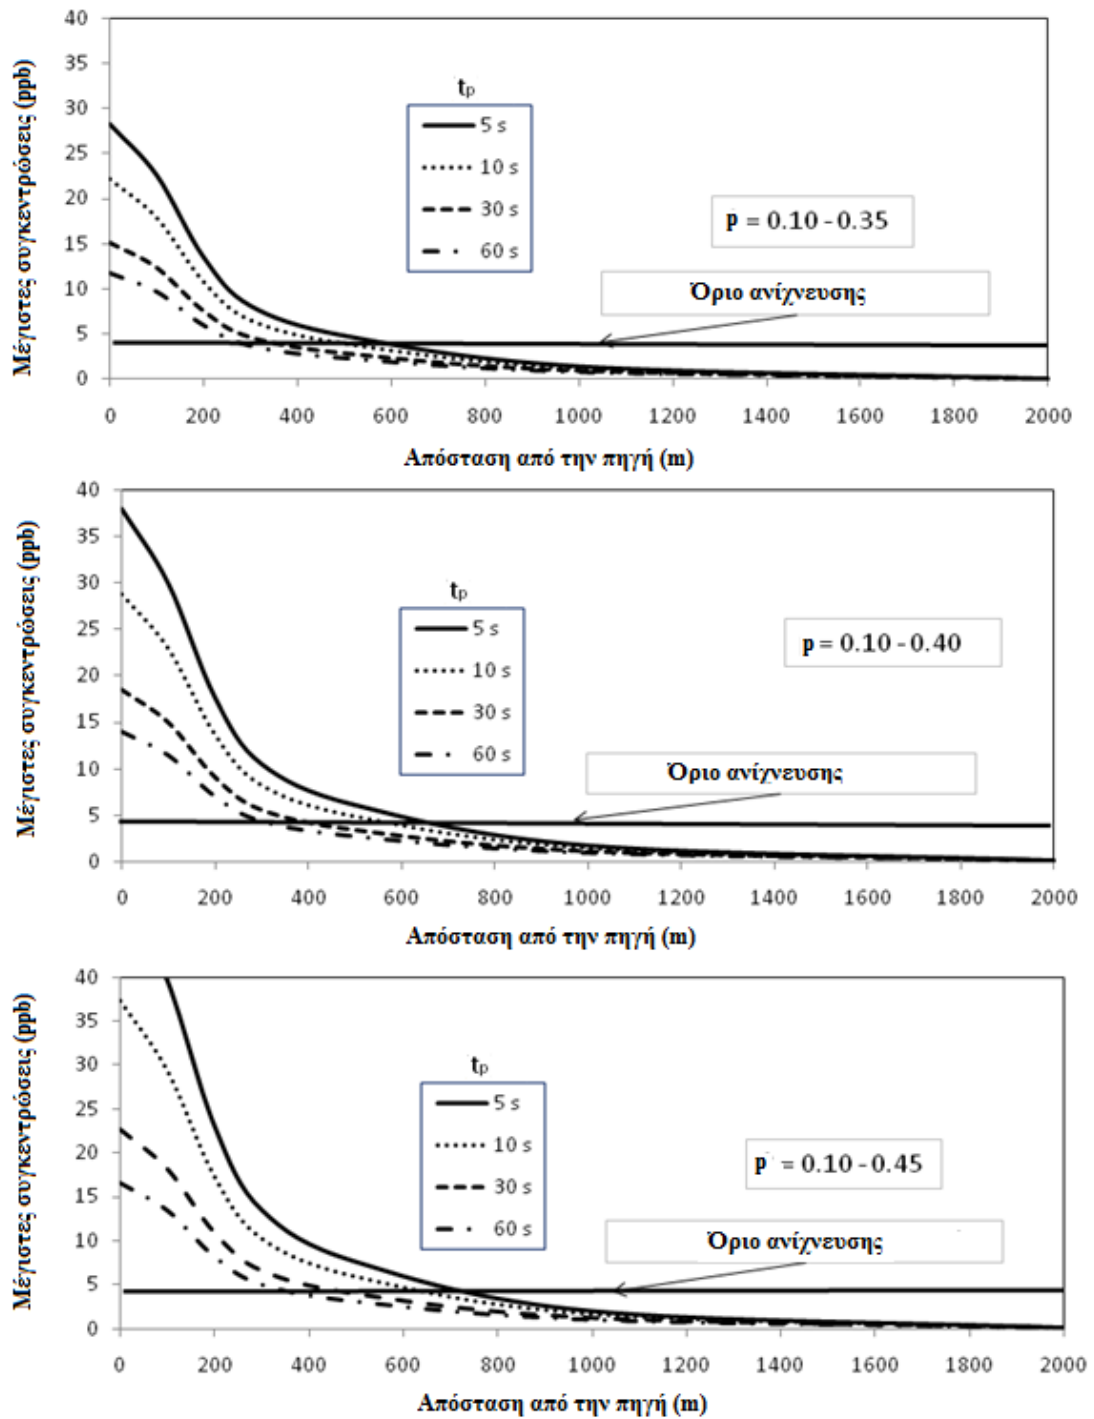 Μέγιστες συγκεντρώσεις (ppb)
40
35
30
25
20
15
10
5
0
tp
5 s
10 s
30 s
60 s
p = 0.10 - 0.35
Όριο ανίχνευσης
0 200 400 600 800 1000 1200 1400 1600 1800 2000
Απόσταση από την πηγή (m)
Μέγιστες συγκεντρώσεις (ppb)
40
35
30
25
20
15
10
5
0
tp
5 s
10 s
30 s
60 s
p = 0.10 - 0.40
Όριο ανίχνευσης
0 200 400 600 800 1000 1200 1400 1600 1800 2000
Απόσταση από την πηγή (m)
Μέγιστες συγκεντρώσεις (ppb)
40
35
30
25
20
15
10
5
0
tp
5 s
10 s
30 s
60 s
p = 0.10 - 0.45
Όριο ανίχνευσης
0 200 400 600 800 1000 1200 1400 1600 1800 2000
Απόσταση από την πηγή (m)